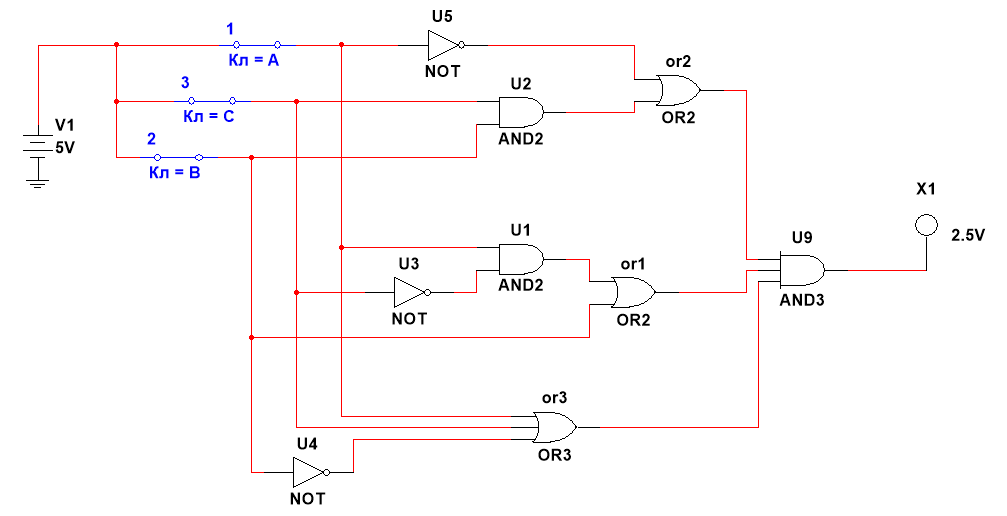 1
Кл = A
U5
NOT
or2
OR2
3
Кл = C
U2
AND2
V1
5V
2
Кл = B
X1
2.5V
U1
AND2
U9
AND3
U3
NOT
or1
OR2
or3
OR3
U4
NOT